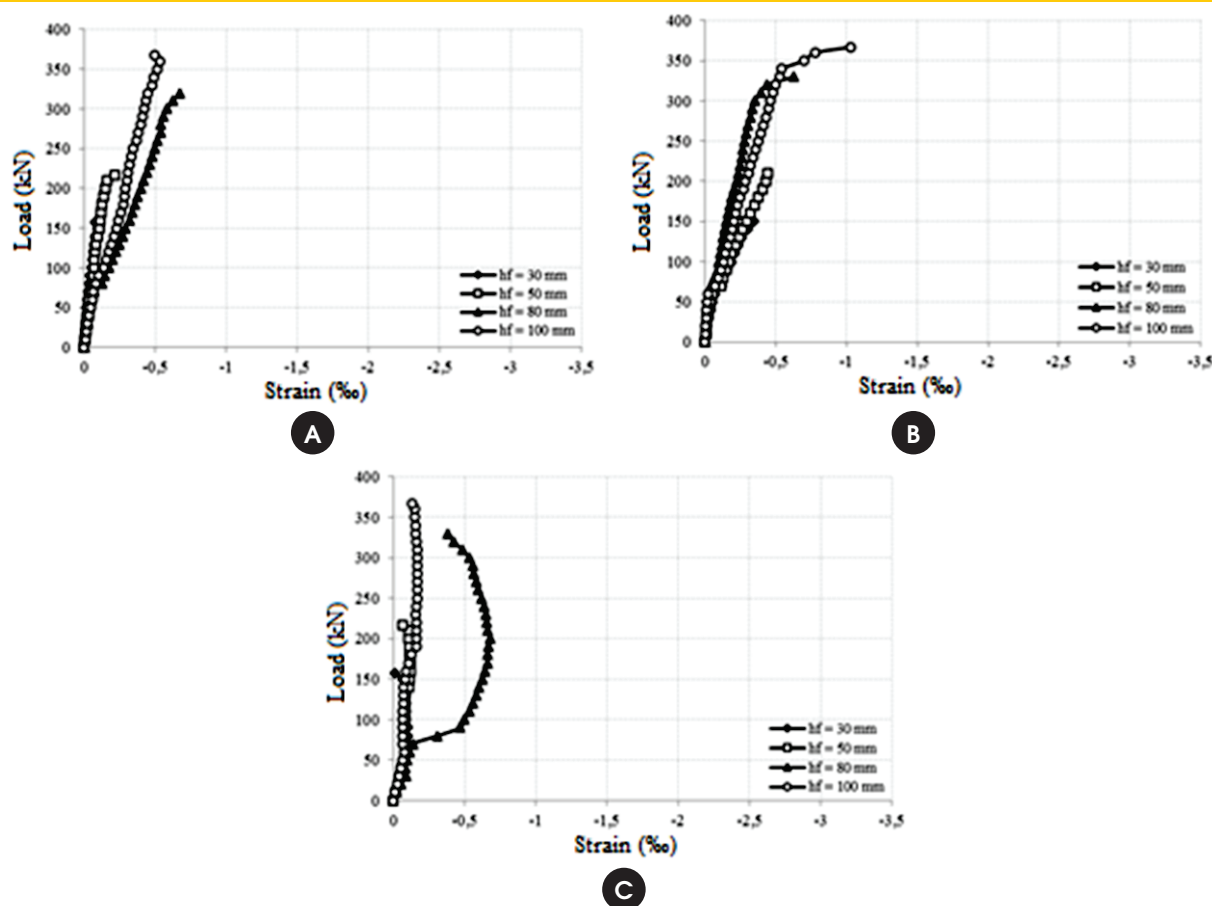 400
350
300
250
200
150
100
50
0
Load (kN)
hf = 30 mm
hf = 50 mm
hf = 80 mm
hf = 100 mm
0 -0,5 -1 -1,5 -2 -2,5 -3 -3,5
Strain (‰)
A
400
350
300
250
200
150
100
50
0
Load (kN)
hf = 30 mm
hf = 50 mm
hf = 80 mm
hf = 100 mm
0 -0,5 -1 -1,5 -2 -2,5 -3 -3,5
Strain (‰)
B
400
350
300
250
200
150
100
50
0
Load (kN)
hf = 30 mm
hf = 50 mm
hf = 80 mm
hf = 100 mm
0 -0,5 -1 -1,5 -2 -2,5 -3 -3,5
Strain (‰)
C